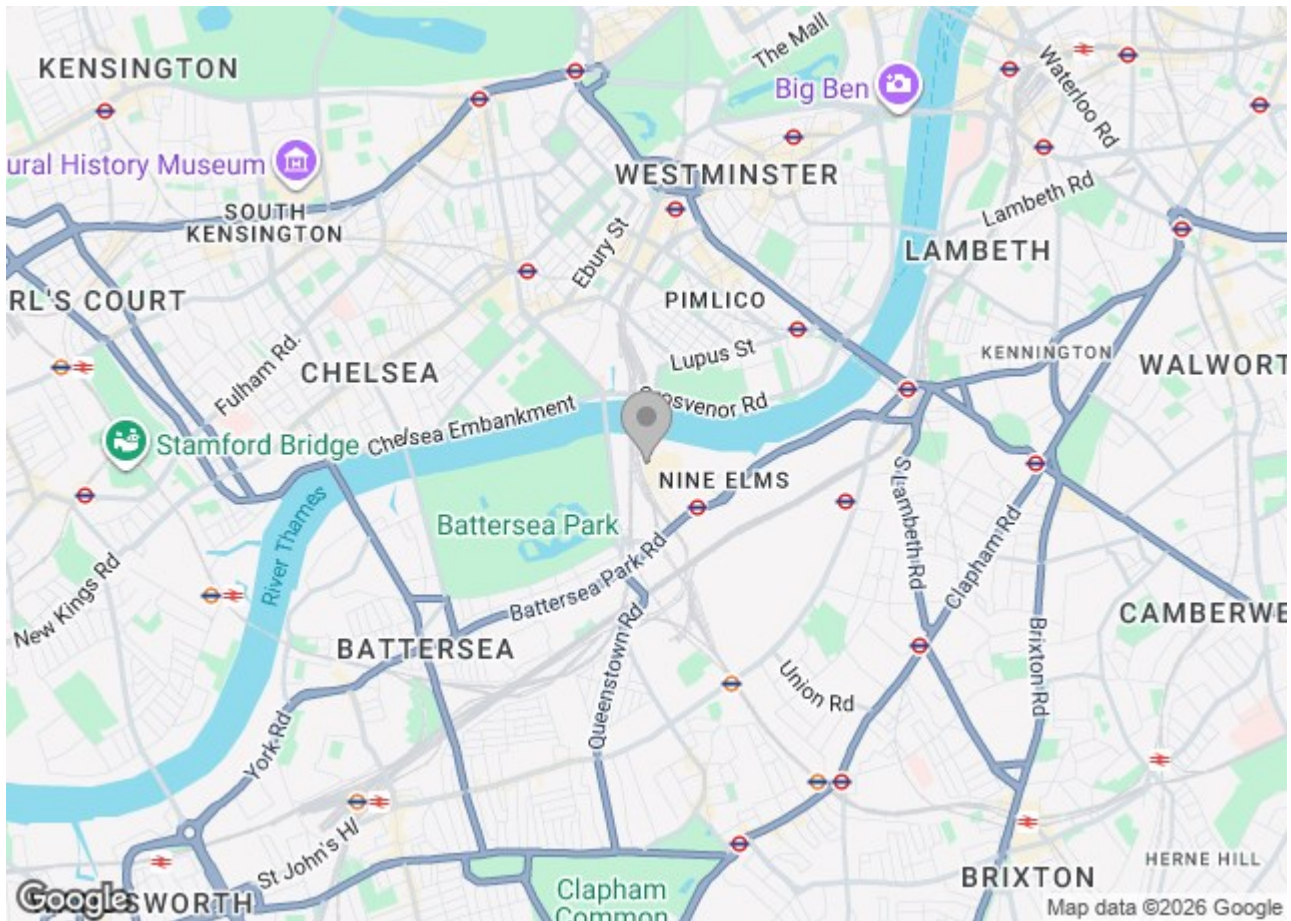 The Mall
KENSINGTON
Big Ben
Waterloo Rd
ural History Museum
WESTMINSTER
Lambeth Rd
SOUTH
KENSINGTON
Ebury St
LAMBETH
RL'S COURT
PIMLICO
Lupus St
KENNINGTON
WALWORT
Fulham Rd.
CHELSEA
Grosvenor Rd
Chelsea Embankment
Stamford Bridge
NINE ELMS
S Lambeth Rd
River Thames
Battersea Park
Clapham Rd
Battersea Park Rd
New Kings Rd
CAMBERWE
BATTERSEA
Brixton Rd
Union Rd
Queenstown Rd
York Rd
St John's H
HERNE HILL
BRIXTON
Clapham
Common
Google
SWORTH
Map data ©2026 Google